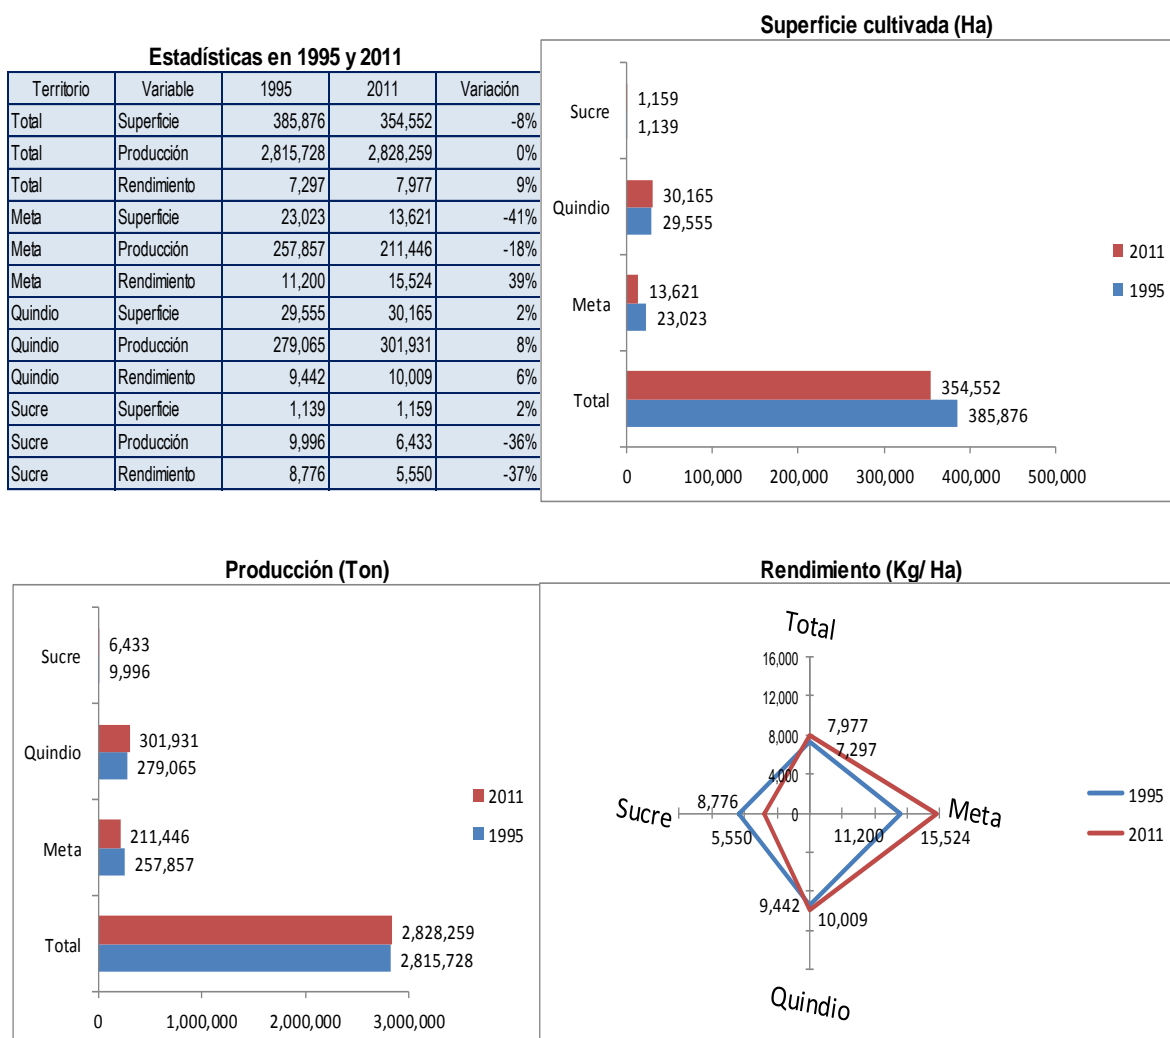 Estadísticas en 1995 y 2011
Territorio Variable 1995 2011 Variación
Total Superficie 385,876 354,552 -8%
Total Producción 2,815,728 2,828,259 0%
Total Rendimiento 7,297 7,977 9%
Meta Superficie 23,023 13,621 -41%
Meta Producción 257,857 211,446 -18%
Meta Rendimiento 11,200 15,524 39%
Quindio Superficie 29,555 30,165 2%
Quindio Producción 279,065 301,931 8%
Quindio Rendimiento 9,442 10,009 6%
Sucre Superficie 1,139 1,159 2%
Sucre Producción 9,996 6,433 -36%
Sucre Rendimiento 8,776 5,550 -37%
Superficie cultivada (Ha)
1,159
Sucre
1,139
30,165
Quindio
29,555
2011
13,621
1995
Meta
23,023
354,552
Total
385,876
0 100,000 200,000 300,000 400,000 500,000
Producción (Ton)
6,433
Sucre
9,996
301,931
Quindio
279,065
2011
211,446
1995
Meta
257,857
2,828,259
Total
2,815,728
0 1,000,000 2,000,000 3,000,000
Rendimiento (Kg/ Ha)
Total
16,000
12,000
7,977
8,000
7,297
4,000
8,776
1995
Sucre
0
Meta
5,550
11,200
15,524
2011
9,442
10,009
Quindio